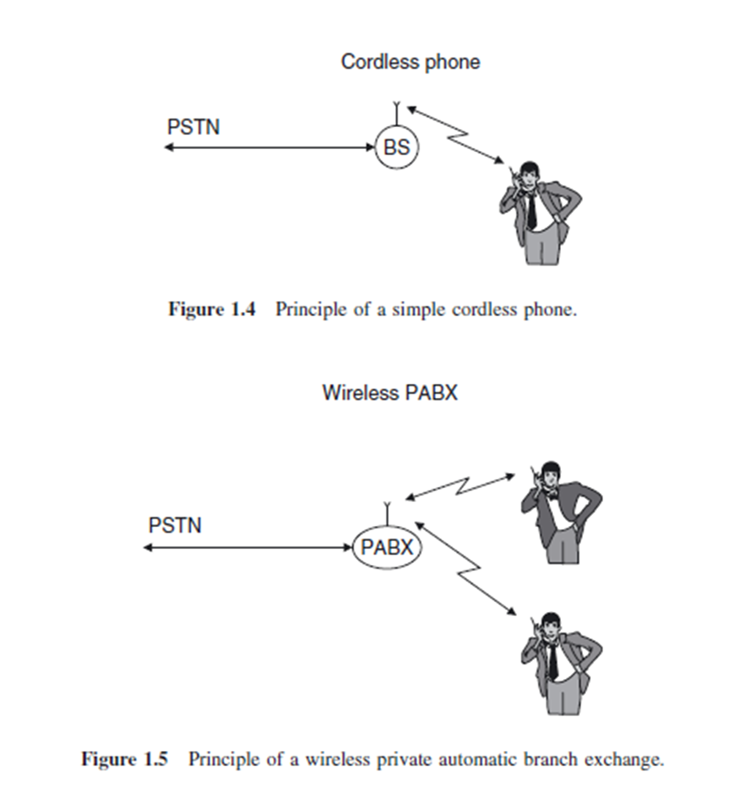 Cordless phone
PSTN
BS
Figure 1.4 Principle of a simple cordless phone.
Wireless PABX
PSTN
PABX
Figure 1.5 Principle of a wireless private automatic branch exchange.